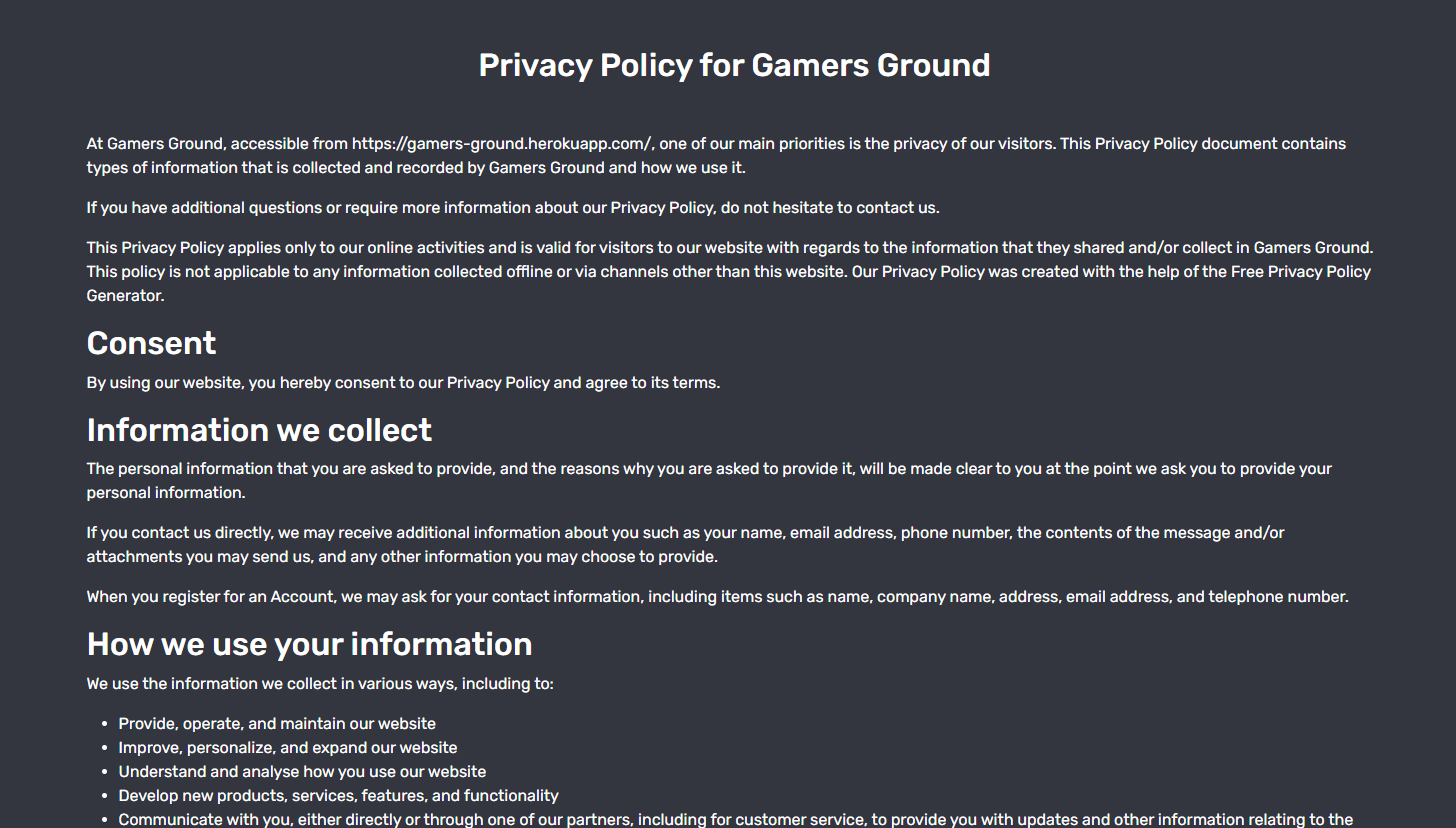 Privacy Policy for Gamers Ground
At Gamers Ground, accessible from https://gamers-ground.herokuapp.com/, one of our main priorities is the privacy of our visitors. This Privacy Policy document contains
types of information that is collected and recorded by Gamers Ground and how we use it.
If you have additional questions or require more information about our Privacy Policy, do not hesitate to contact us.
This Privacy Policy applies only to our online activities and is valid for visitors to our website with regards to the information that they shared and/or collect in Gamers Ground.
This policy is not applicable to any information collected offline or via channels other than this website. Our Privacy Policy was created with the help of the Free Privacy Policy
Generator.
Consent
By using our website, you hereby consent to our Privacy Policy and agree to its terms.
Information we collect
The personal information that you are asked to provide, and the reasons why you are asked to provide it, will be made clear to you at the point we ask you to provide your
personal information.
If you contact us directly, we may receive additional information about you such as your name, email address, phone number, the contents of the message and/or
attachments you may send us, and any other information you may choose to provide.
When you register for an Account, we may ask for your contact information, including items such as name, company name, address, email address, and telephone number.
How we use your information
We use the information we collect in various ways, including to:
• Provide, operate, and maintain our website
• Improve, personalize, and expand our website
• Understand and analyse how you use our website
• Develop new products, services, features, and functionality
• Communicate with you, either directly or through one of our partners, including for customer service, to provide you with updates and other information relating to the